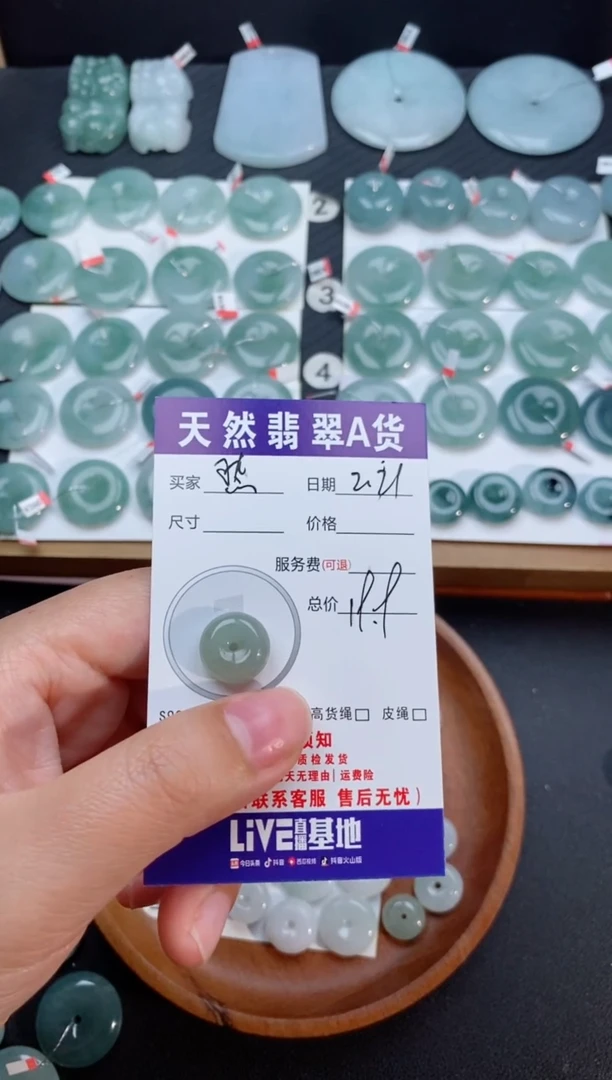 2
3
4
天然翡翠A货
买家 日期 2.21
尺寸 价格
服务费(可退)
总价
高货绳□ 皮绳□
须知
质检发货
天无理由| 运费险
联系客服 售后无忧）
LiVE直播基地
今日头条 抖音 西瓜视频 抖音火山版